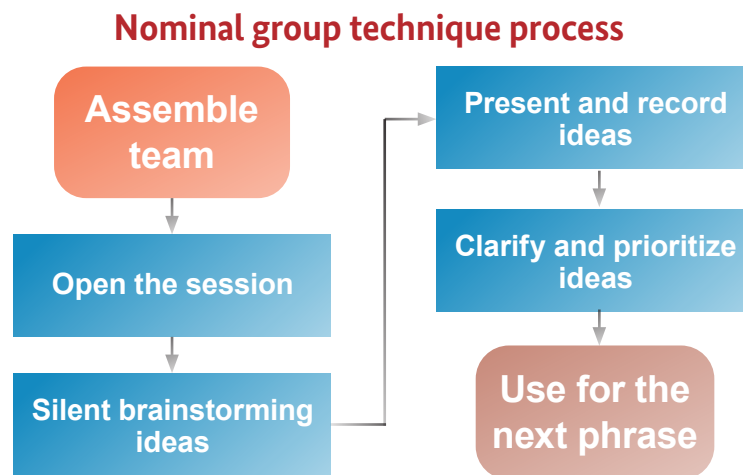 Nominal group technique process
Assemble
team
Open the session
Silent brainstorming
ideas
Present and record
ideas
Clarify and prioritize
ideas
Use for the
next phrase